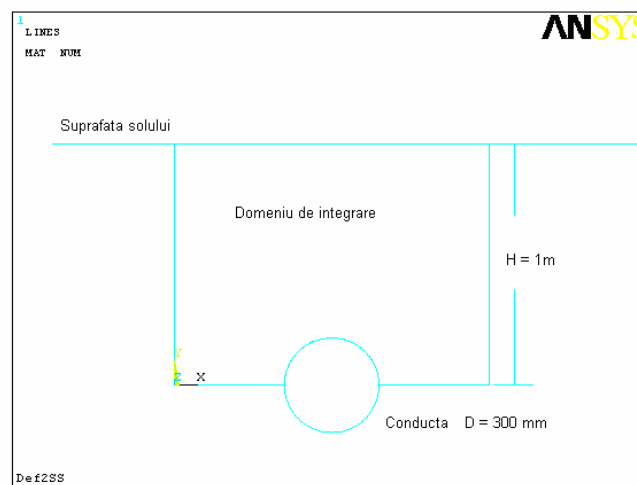 1
LINES
MAT NUM
ANSYS
Suprafata solului
Domeniu de integrare
H = 1m
Y
Z X
Conducta D = 300 mm
Def2SS